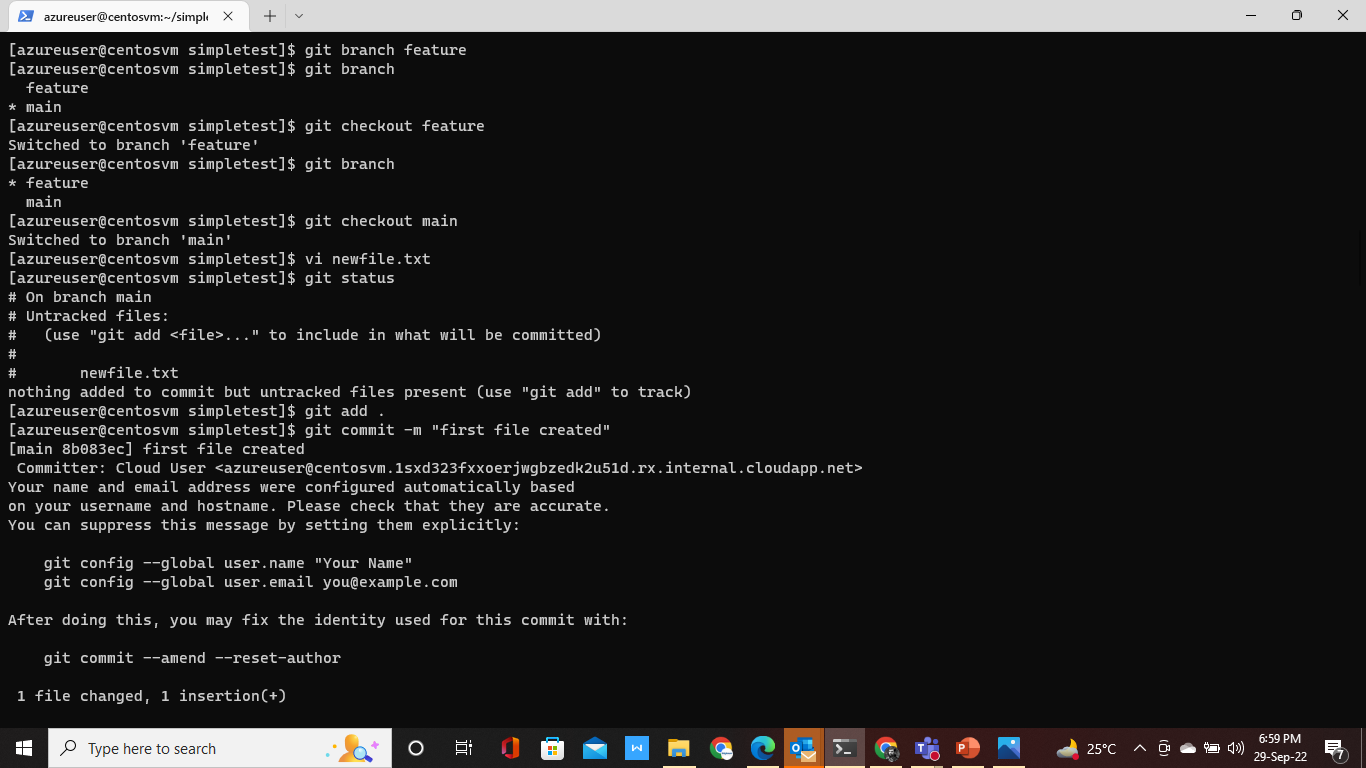 azureuser@centosvm:~/simple
[azureuser@centosvm simpletest]$ git branch feature
[azureuser@centosvm simpletest]$ git branch
  feature
* main
[azureuser@centosvm simpletest]$ git checkout feature
Switched to branch 'feature'
[azureuser@centosvm simpletest]$ git branch
* feature
  main
[azureuser@centosvm simpletest]$ git checkout main
Switched to branch 'main'
[azureuser@centosvm simpletest]$ vi newfile.txt
[azureuser@centosvm simpletest]$ git status
# On branch main
# Untracked files:
#   (use "git add <file>..." to include in what will be committed)
#
#       newfile.txt
nothing added to commit but untracked files present (use "git add" to track)
[azureuser@centosvm simpletest]$ git add .
[azureuser@centosvm simpletest]$ git commit -m "first file created"
[main 8b083ec] first file created
 Committer: Cloud User <azureuser@centosvm.1sxd323fxxoerjwgbzedk2u51d.rx.internal.cloudapp.net>
Your name and email address were configured automatically based
on your username and hostname. Please check that they are accurate.
You can suppress this message by setting them explicitly:
    git config --global user.name "Your Name"
    git config --global user.email you@example.com
After doing this, you may fix the identity used for this commit with:
    git commit --amend --reset-author
 1 file changed, 1 insertion(+)
Type here to search
25°C
6:59 PM
29-Sep-22
7